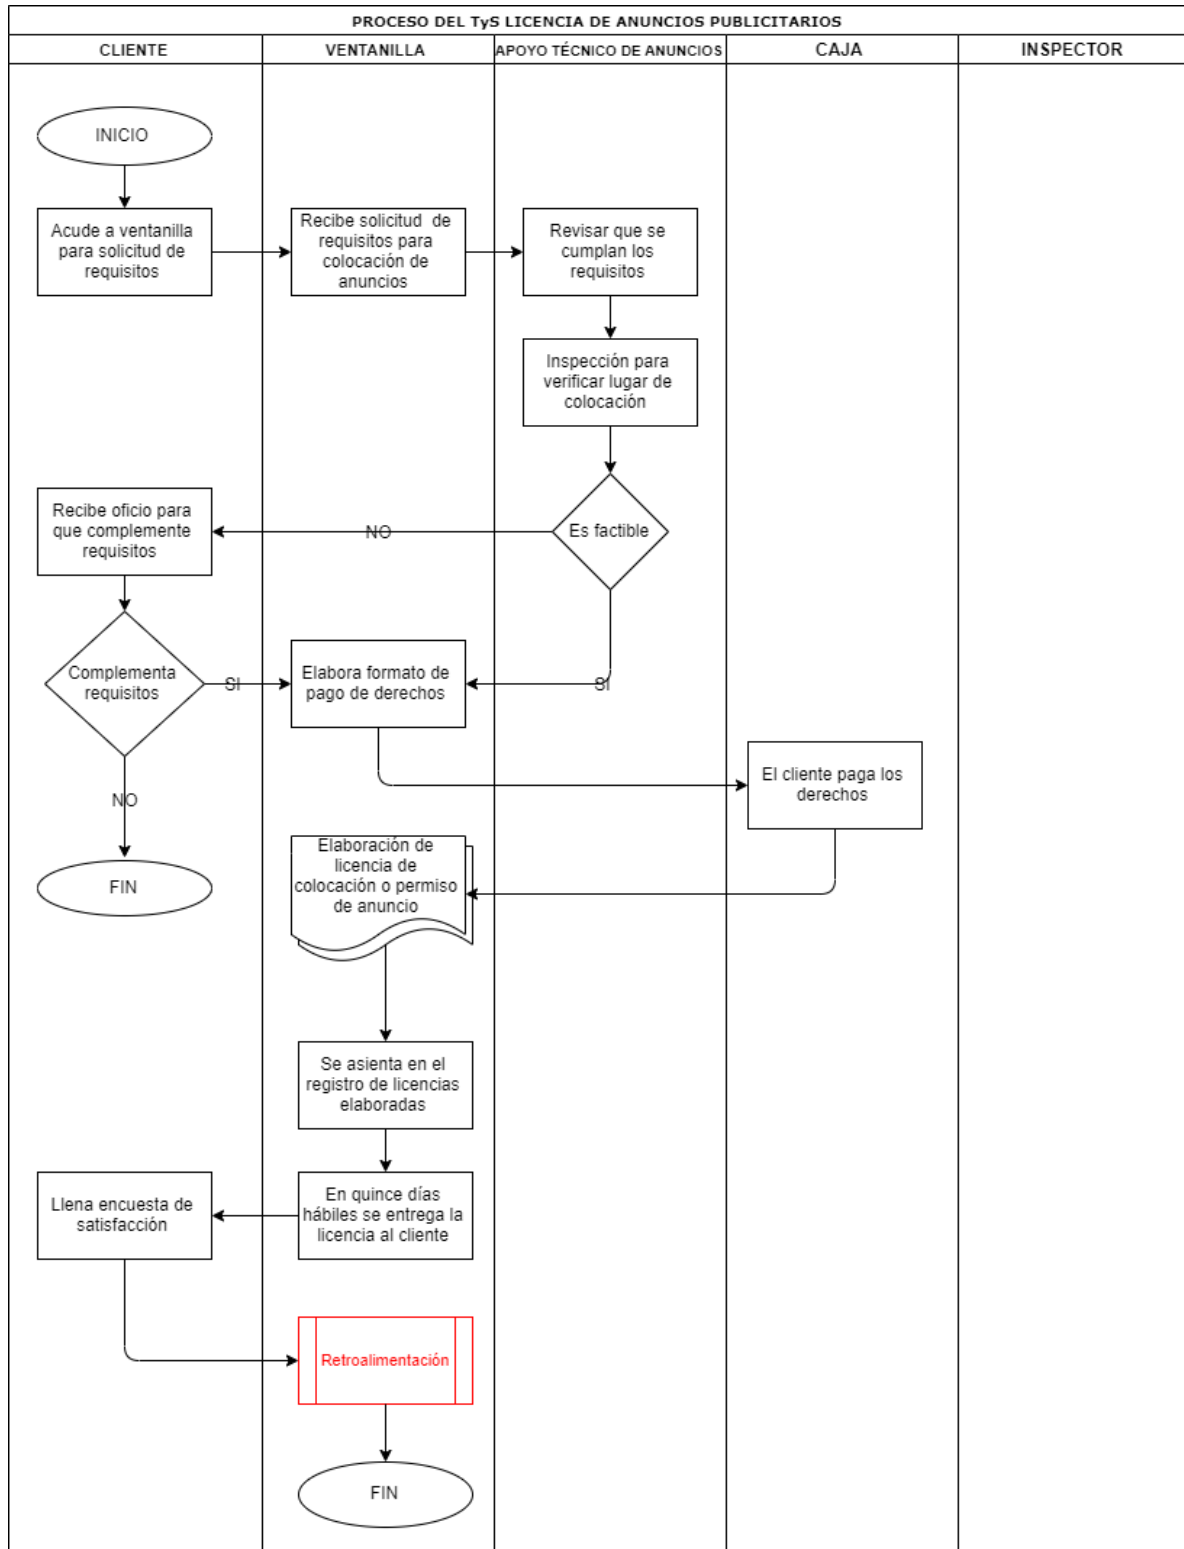 PROCESO DEL TyS LICENCIA DE ANUNCIOS PUBLICITARIOS
CLIENTE
VENTANILLA
APOYO TÉCNICO DE ANUNCIOS
CAJA
INSPECTOR
INICIO
Acude a ventanilla
para solicitud de
requisitos
Recibe solicitud de
requisitos para
colocación de
anuncios
Revisar que se
cumplan los
requisitos
Inspección para
verificar lugar de
colocación
Es factible
NO
Recibe oficio para
que complemente
requisitos
Complementa
requisitos
SI
Elabora formato de
pago de derechos
SI
NO
FIN
El cliente paga los
derechos
Elaboración de
licencia de
colocación o permiso
de anuncio
Se asienta en el
registro de licencias
elaboradas
En quince días
hábiles se entrega la
licencia al cliente
Llena encuesta de
satisfacción
Retroalimentación
FIN